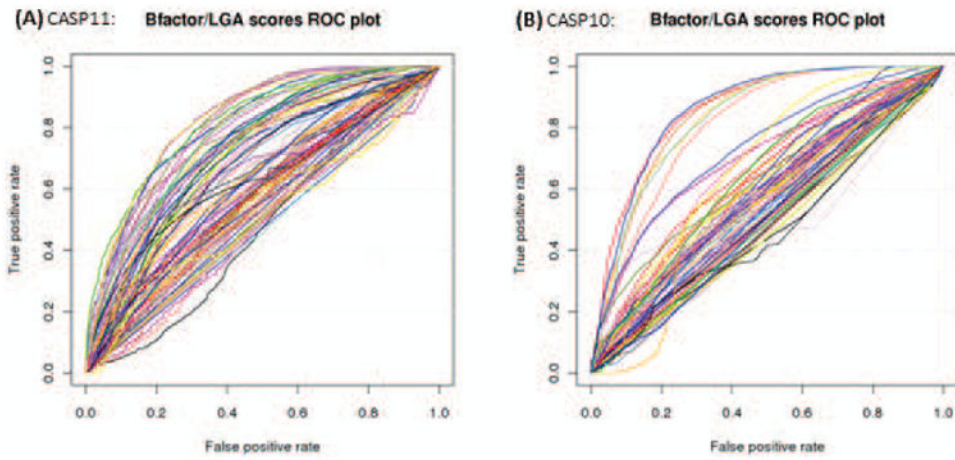 (A) CASP11: Bfactor/LGA scores ROC plot
True positive rate
1.0
0.8
0.6
0.4
0.2
0.0
0.0 0.2 0.4 0.6 0.8 1.0
False positive rate
(B) CASP10: Bfactor/LGA scores ROC plot
True positive rate
1.0
0.8
0.6
0.4
0.2
0.0
0.0 0.2 0.4 0.6 0.8 1.0
False positive rate